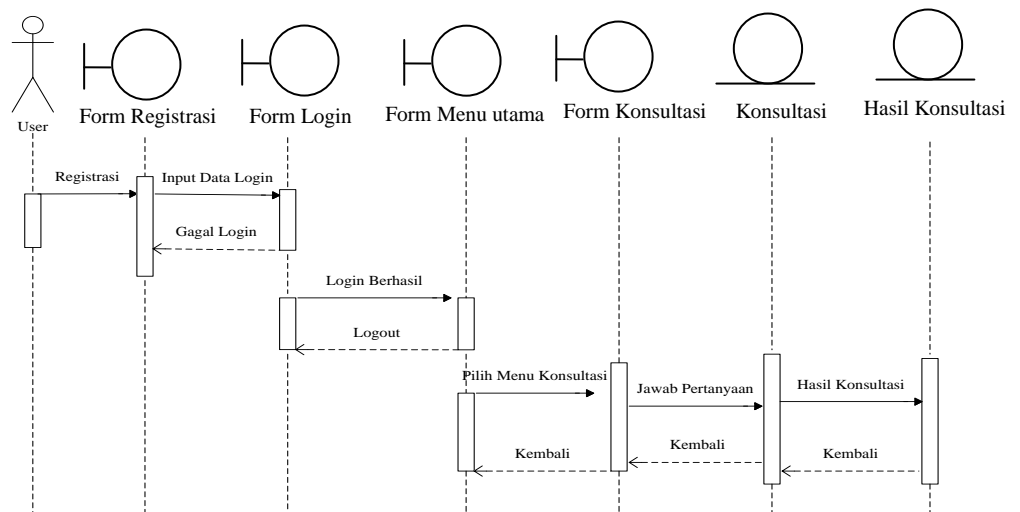 User
Form Registrasi
Form Login
Form Menu utama
Form Konsultasi
Konsultasi
Hasil Konsultasi
Registrasi
Input Data Login
Gagal Login
Login Berhasil
Logout
Pilih Menu Konsultasi
Jawab Pertanyaan
Hasil Konsultasi
Kembali
Kembali
Kembali